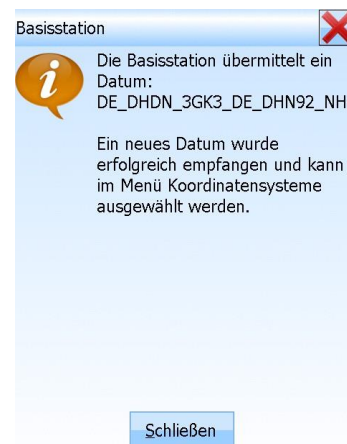 Basisstation
Die Basisstation übermittelt ein
Datum:
DE_DHDN_3GK3_DE_DHN92_NH
Ein neues Datum wurde
erfolgreich empfangen und kann
im Menü Koordinatensysteme
ausgewählt werden.
Schließen